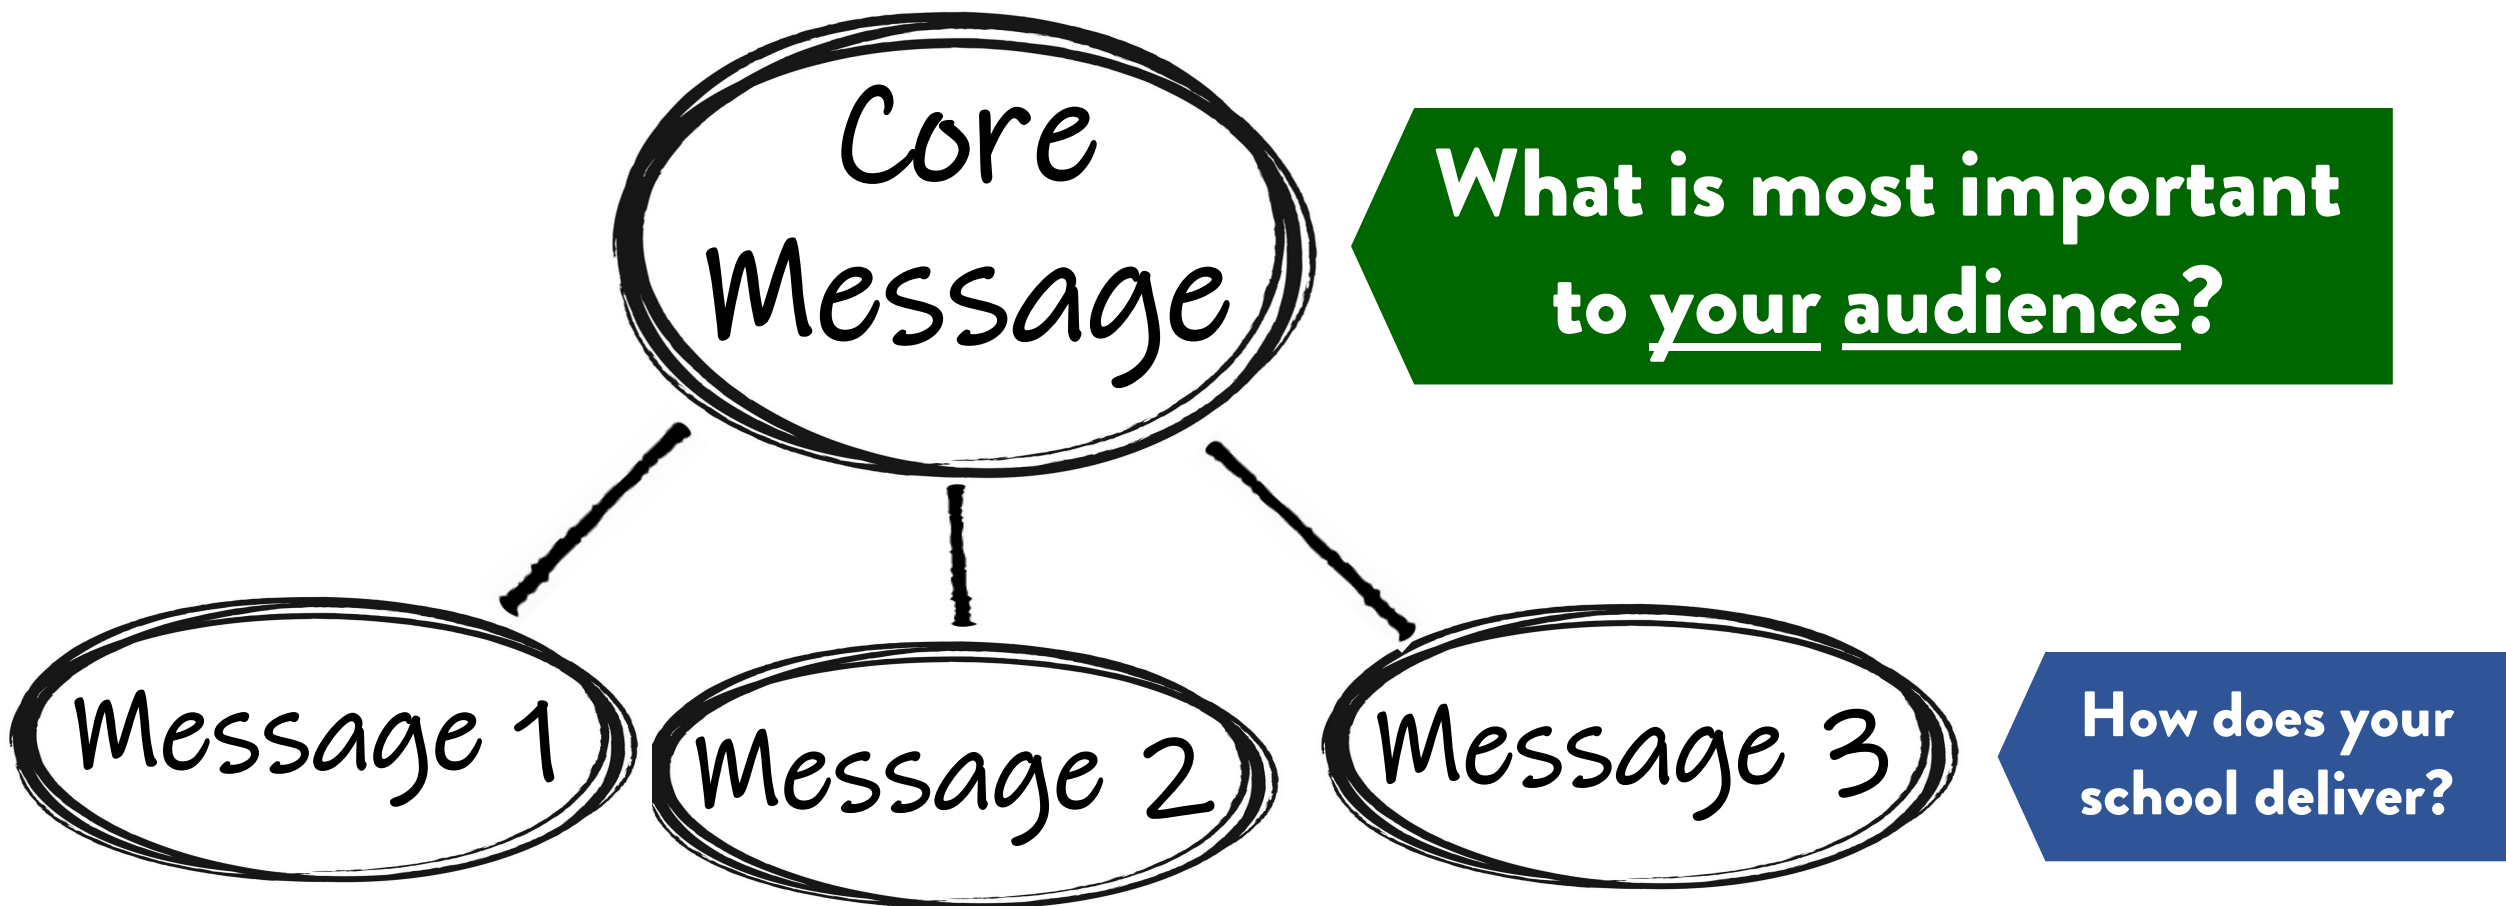 Core
Message
What is most important
to your audience?
Message 1
Message 2
Message 3
How does your
school deliver?